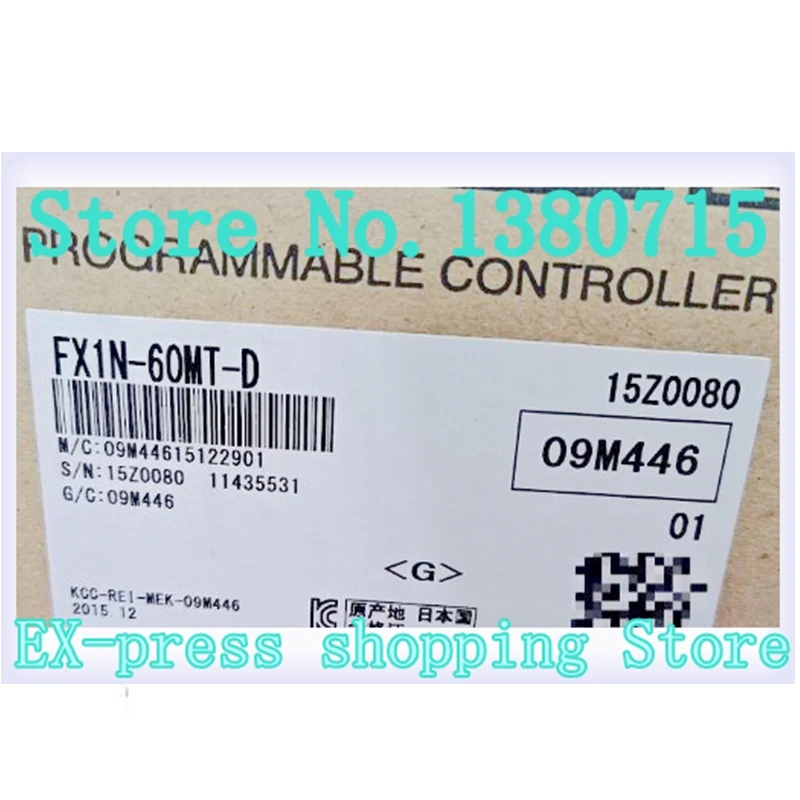 Store No.1380715
PROGRAMMABLE CONTROLLER
FX1N-60MT-D
15Z0080
M/C:09M44615122901
S/N:15Z0080 11435531
G/C:09M446
09M446
01
<G>
KCC-REI-MEK-09M446
2015.12
原产地 日本国
EX-press shopping Store